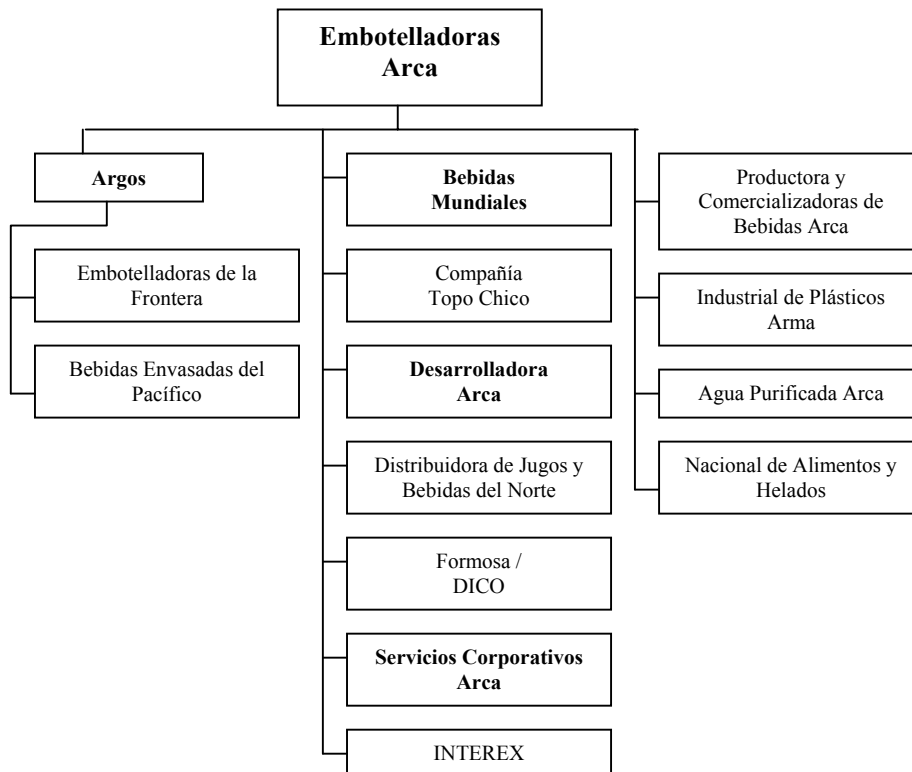 Embotelladoras
Arca
Argos
Embotelladoras de la
Frontera
Bebidas Envasadas del
Pacífico
Bebidas
Mundiales
Compañía
Topo Chico
Desarrolladora
Arca
Distribuidora de Jugos y
Bebidas del Norte
Formosa /
DICO
Servicios Corporativos
Arca
INTEREX
Productora y
Comercializadoras de
Bebidas Arca
Industrial de Plásticos
Arma
Agua Purificada Arca
Nacional de Alimentos y
Helados